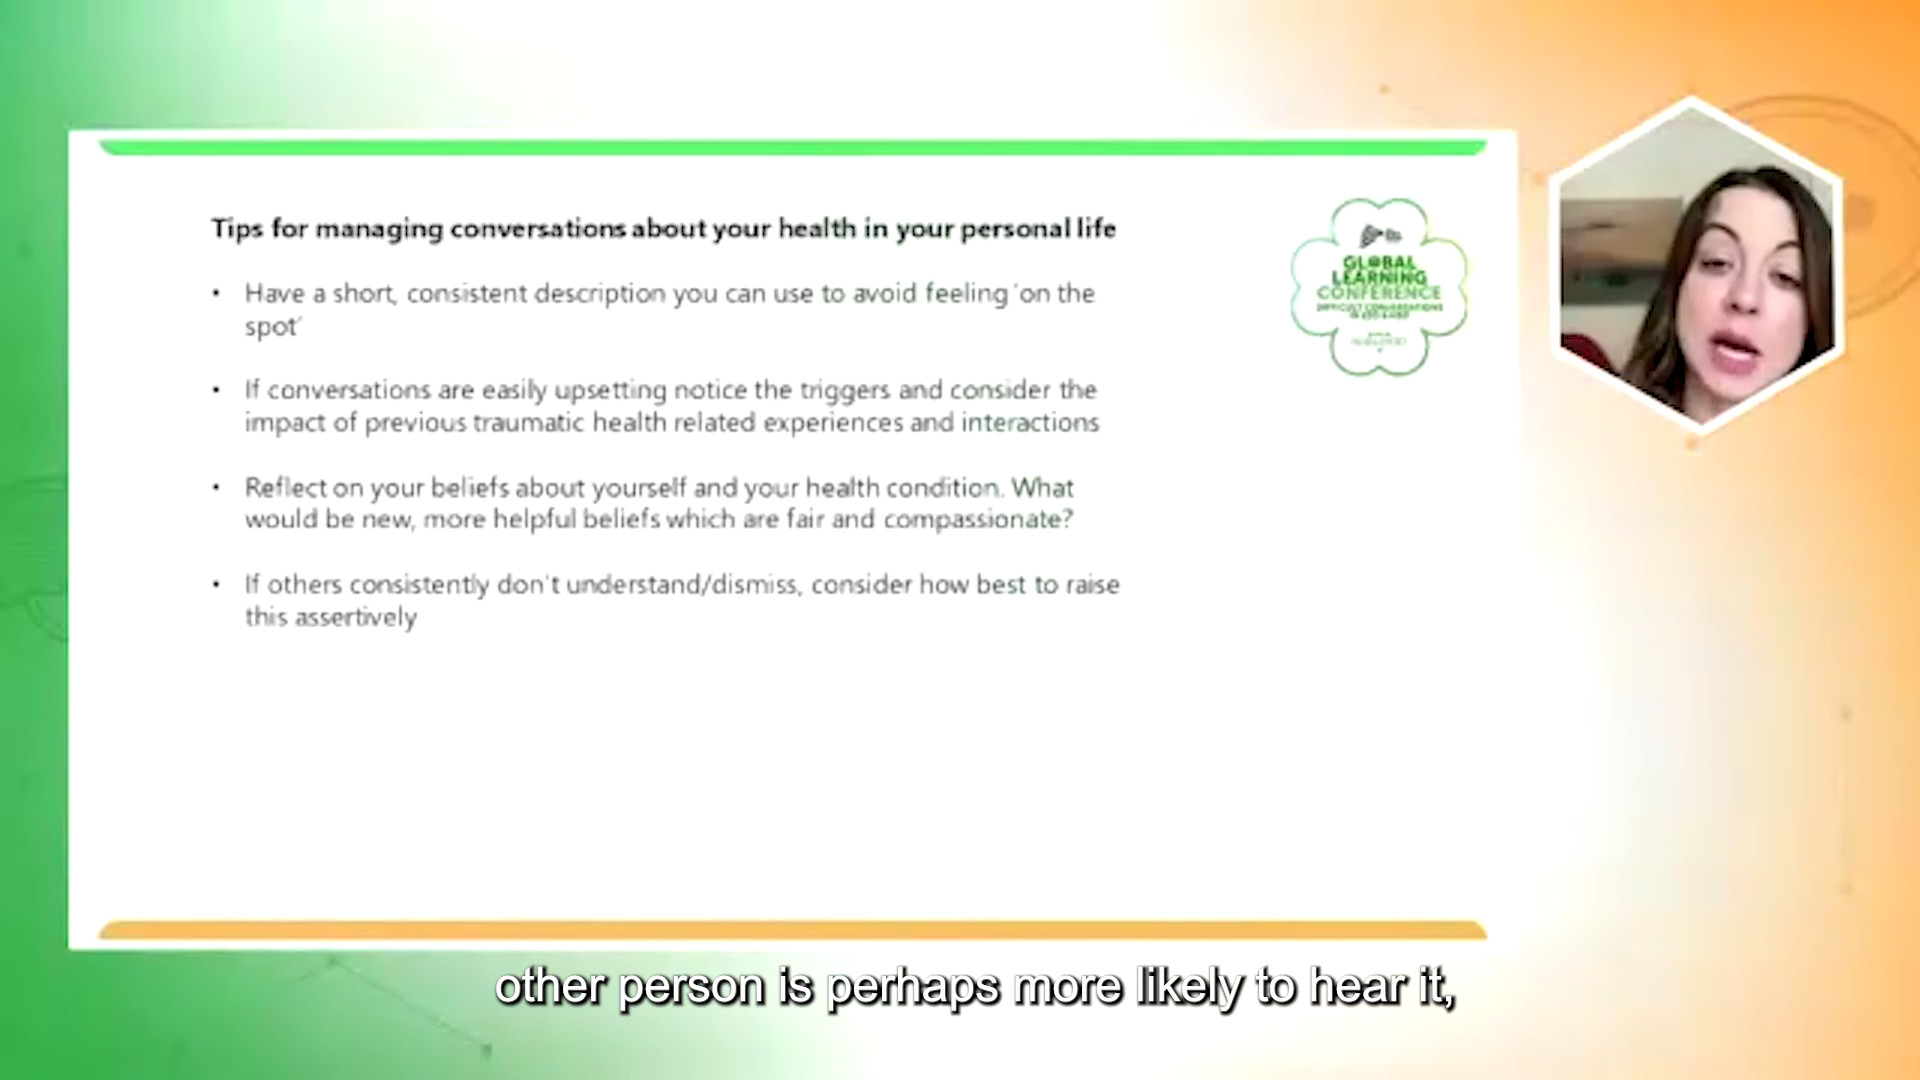 Tips for managing conversations about your health in your personal life
• Have a short, consistent description you can use to avoid feeling 'on the
spot'
• If conversations are easily upsetting notice the triggers and consider the
impact of previous traumatic health related experiences and interactions
• Reflect on your beliefs about yourself and your health condition. What
would be new, more helpful beliefs which are fair and compassionate?
• If others consistently don't understand/dismiss, consider how best to raise
this assertively
GLOBAL
LEARNING
CONFERENCE
DIFFICULT CONVERSATIONS
other person is perhaps more likely to hear it,